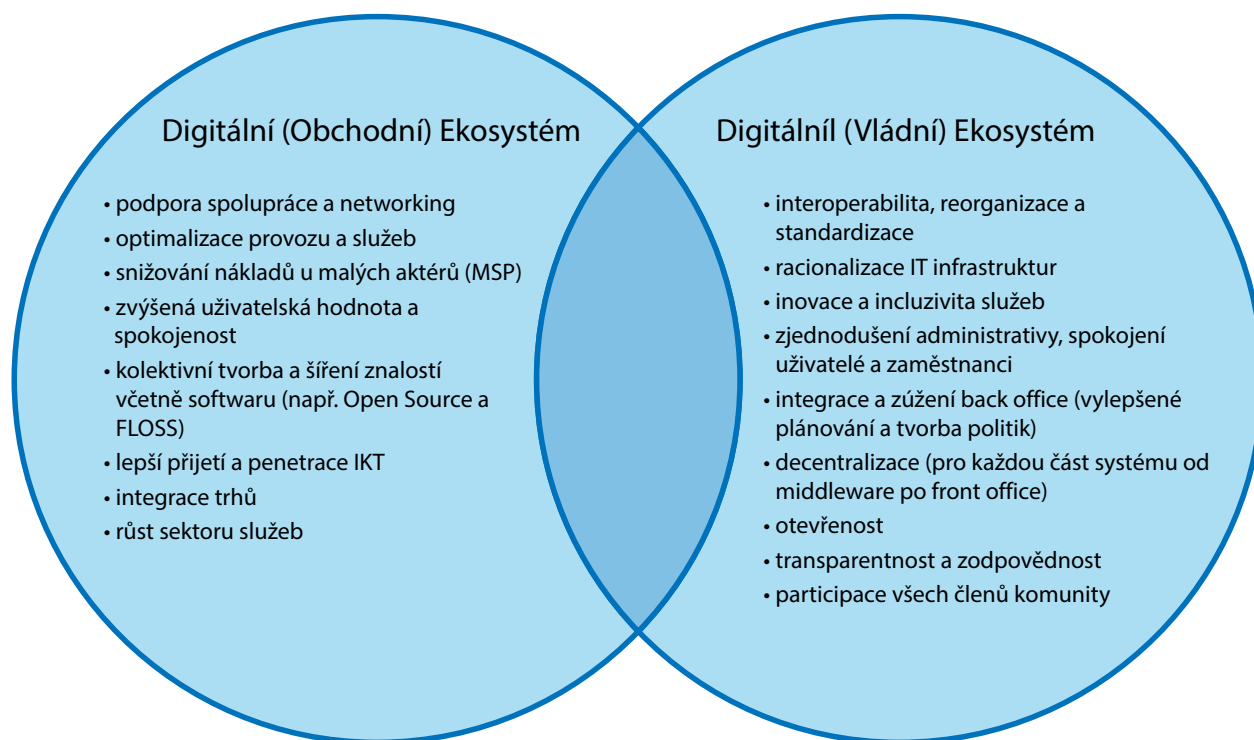 Digitální (Obchodní) Ekosystém
• podpora spolupráce a networking
• optimalizace provozu a služeb
• snižování nákladů u malých aktérů (MSP)
• zvýšená uživatelská hodnota a
spokojenost
• kolektivní tvorba a šíření znalostí
včetně softwaru (např. Open Source a
FLOSS)
• lepší přijetí a penetrace IKT
• integrace trhů
• růst sektoru služeb
Digitálníl (Vládní) Ekosystém
• interoperabilita, reorganizace a
standardizace
• racionalizace IT infrastruktur
• inovace a incluzivita služeb
• zjednodušení administrativy, spokojení
uživatelé a zaměstnanci
• integrace a zúžení back office (vylepšené
plánování a tvorba politik)
• decentralizace (pro každou část systému od
middleware po front office)
• otevřenost
• transparentnost a zodpovědnost
• participace všech členů komunity